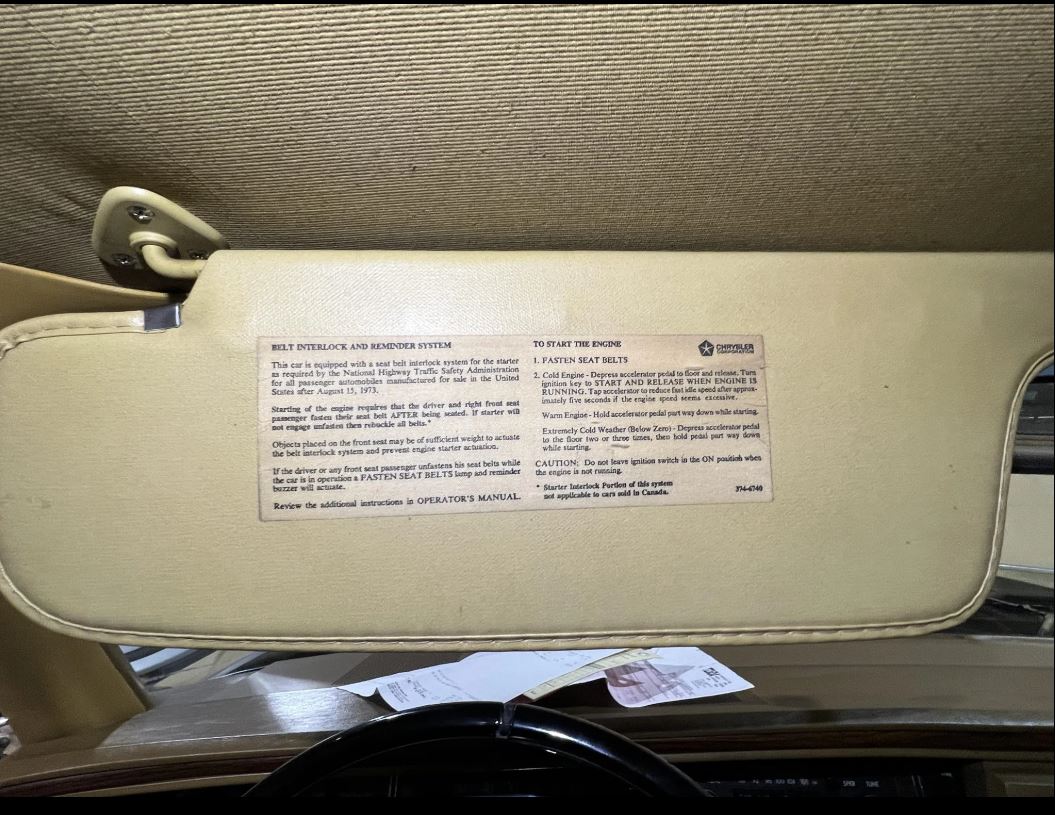 BELT INTERLOCK AND REMINDER SYSTEM
This car is equipped with a seat belt interlock system for the starter
as required by the National Highway Traffic Safety Administration
for all passenger automobiles manufactured for sale in the United
States after August 15, 1973.
Starting of the engine requires that the driver and right front seat
passenger fasten their seat belt AFTER being seated. If starter will
not engage unfasten then rebuckle all belts.*
Objects placed on the front seat may be of sufficient weight to actuate
the belt interlock system and prevent engine starter actuation.
If the driver or any front seat passenger unfastens his seat belts while
the car is in operation a FASTEN SEAT BELTS lamp and reminder
buzzer will actuate.
Review the additional instructions in OPERATOR'S MANUAL.
TO START THE ENGINE
CHRYSLER
CORPORATION
1. FASTEN SEAT BELTS
2. Cold Engine - Depress accelerator pedal to floor and release. Turn
ignition key to START AND RELEASE WHEN ENGINE IS
RUNNING. Tap accelerator to reduce fast idle speed after approx-
imately five seconds if the engine speed seems excessive.
Warm Engine - Hold accelerator pedal part way down while starting.
Extremely Cold Weather (Below Zero) - Depress accelerator pedal
to the floor two or three times, then hold pedal part way down
while starting.
CAUTION: Do not leave ignition switch in the ON position when
the engine is not running.
* Starter Interlock Portion of this system
not applicable to cars sold in Canada.
374-6740
TUNE